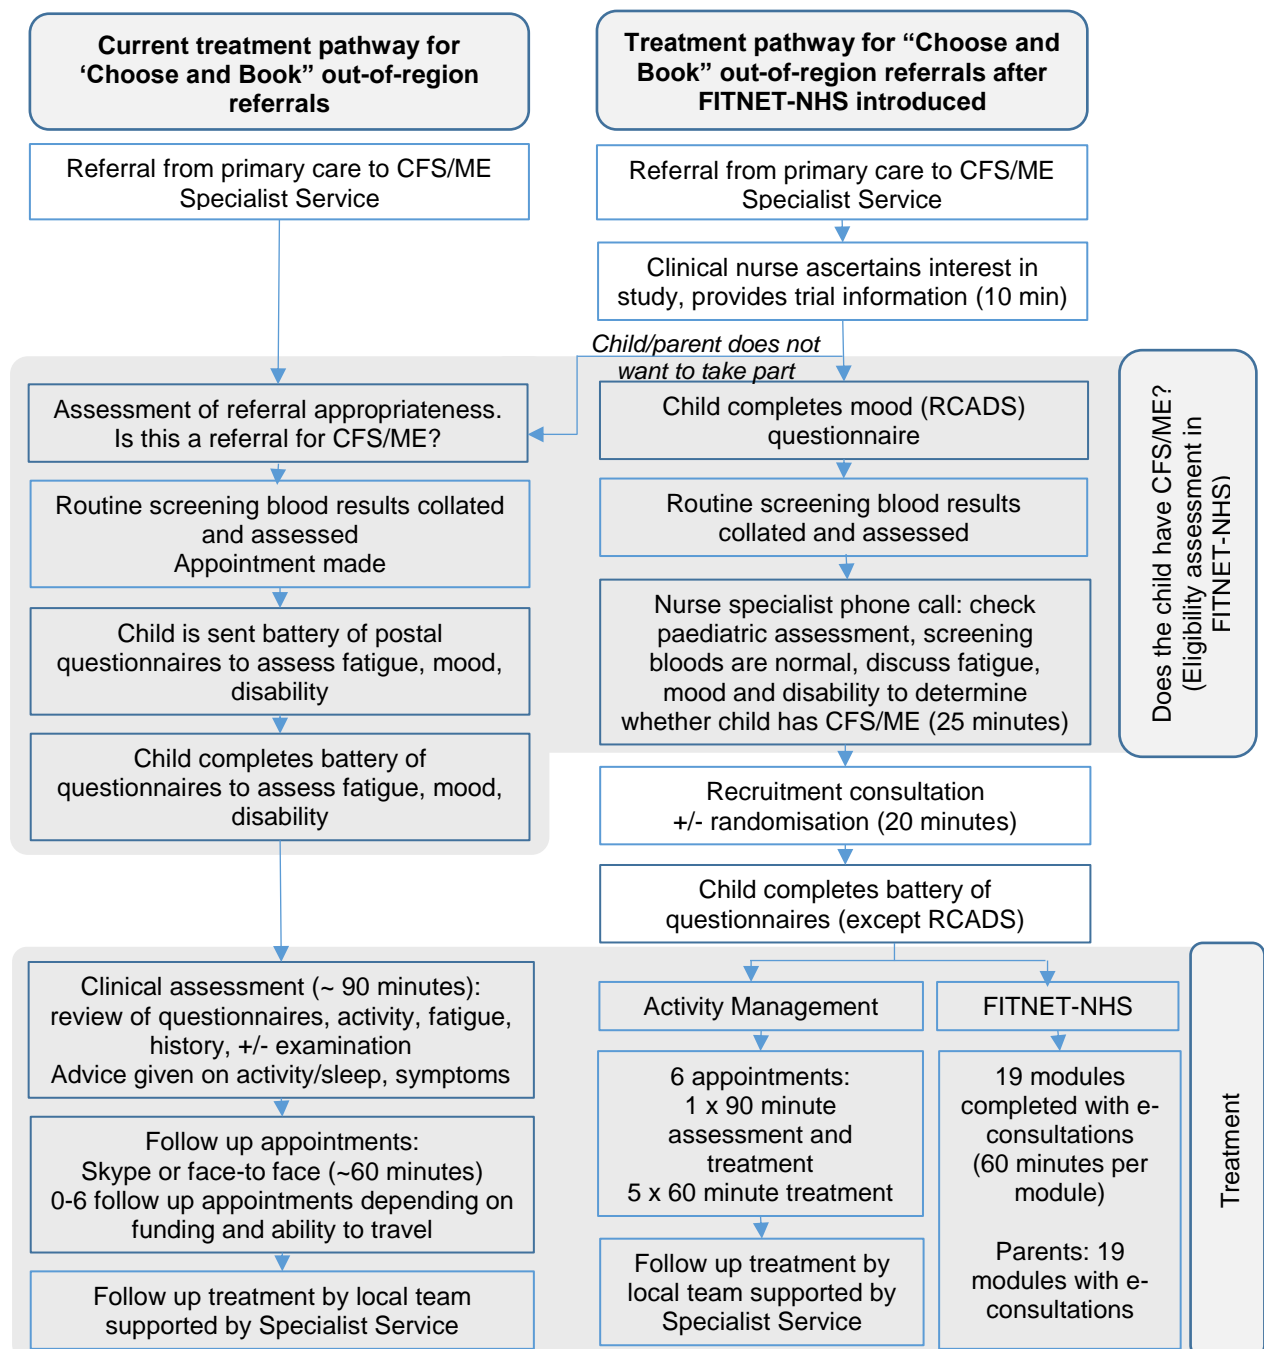 Current treatment pathway for
‘Choose and Book” out-of-region
referrals
Treatment pathway for “Choose and
Book” out-of-region referrals after
FITNET-NHS introduced
Referral from primary care to CFS/ME
Specialist Service
Referral from primary care to CFS/ME
Specialist Service
Clinical nurse ascertains interest in
study, provides trial information (10 min)
Child/parent does not
want to take part
Assessment of referral appropriateness.
Is this a referral for CFS/ME?
Routine screening blood results collated
and assessed
Appointment made
Child is sent battery of postal
questionnaires to assess fatigue, mood,
disability
Child completes battery of
questionnaires to assess fatigue, mood,
disability
Child completes mood (RCADS)
questionnaire
Routine screening blood results
collated and assessed
Nurse specialist phone call: check
paediatric assessment, screening
bloods are normal, discuss fatigue,
mood and disability to determine
whether child has CFS/ME (25 minutes)
Does the child have CFS/ME?
(Eligibility assessment in
FITNET-NHS)
Recruitment consultation
+/- randomisation (20 minutes)
Child completes battery of
questionnaires (except RCADS)
Clinical assessment (~ 90 minutes):
review of questionnaires, activity, fatigue,
history, +/- examination
Advice given on activity/sleep, symptoms
Follow up appointments:
Skype or face-to face (~60 minutes)
0-6 follow up appointments depending on
funding and ability to travel
Follow up treatment by local team
supported by Specialist Service
Activity Management
6 appointments:
1 x 90 minute
assessment and
treatment
5 x 60 minute treatment
Follow up treatment by
local team supported by
Specialist Service
FITNET-NHS
19 modules
completed with e-
consultations
(60 minutes per
module)
Parents: 19
modules with e-
consultations
Treatment